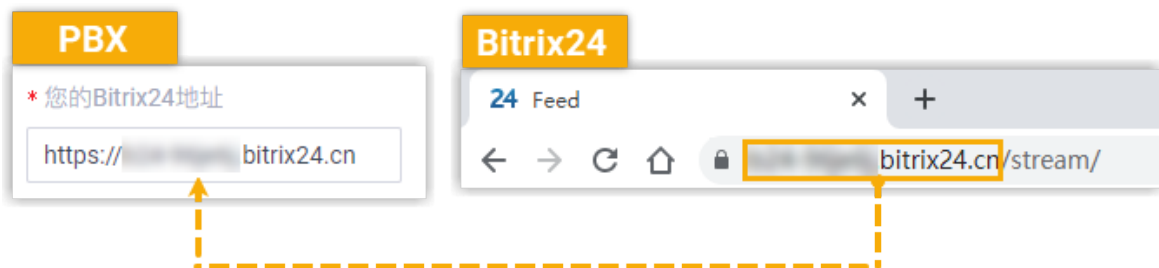 PBX
* 您的Bitrix24地址
https:// bitrix24.cn
Bitrix24
24 Feed
bitrix24.cn/stream/